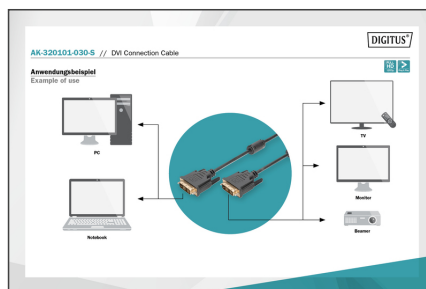 DIGITUS®
AK-320101-030-S // DVI Connection Cable
Anwendungsbeispiel
Example of use
PC
TV
Notebook
Monitor
Beamer